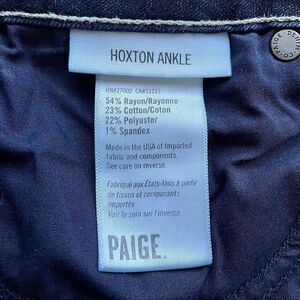 HOXTON ANKLE
RN#27002 CA#51217
54% Rayon/Rayonne
23% Cotton/Coton
22% Polyester
1% Spandex
Made in the USA of Imported
fabric and components.
See care on reverse.
Fabriqué aux États-Unis à partir
de tissus et composants
importés
Voir le soin sur l'inverse.
PAIGE.
PAIGE